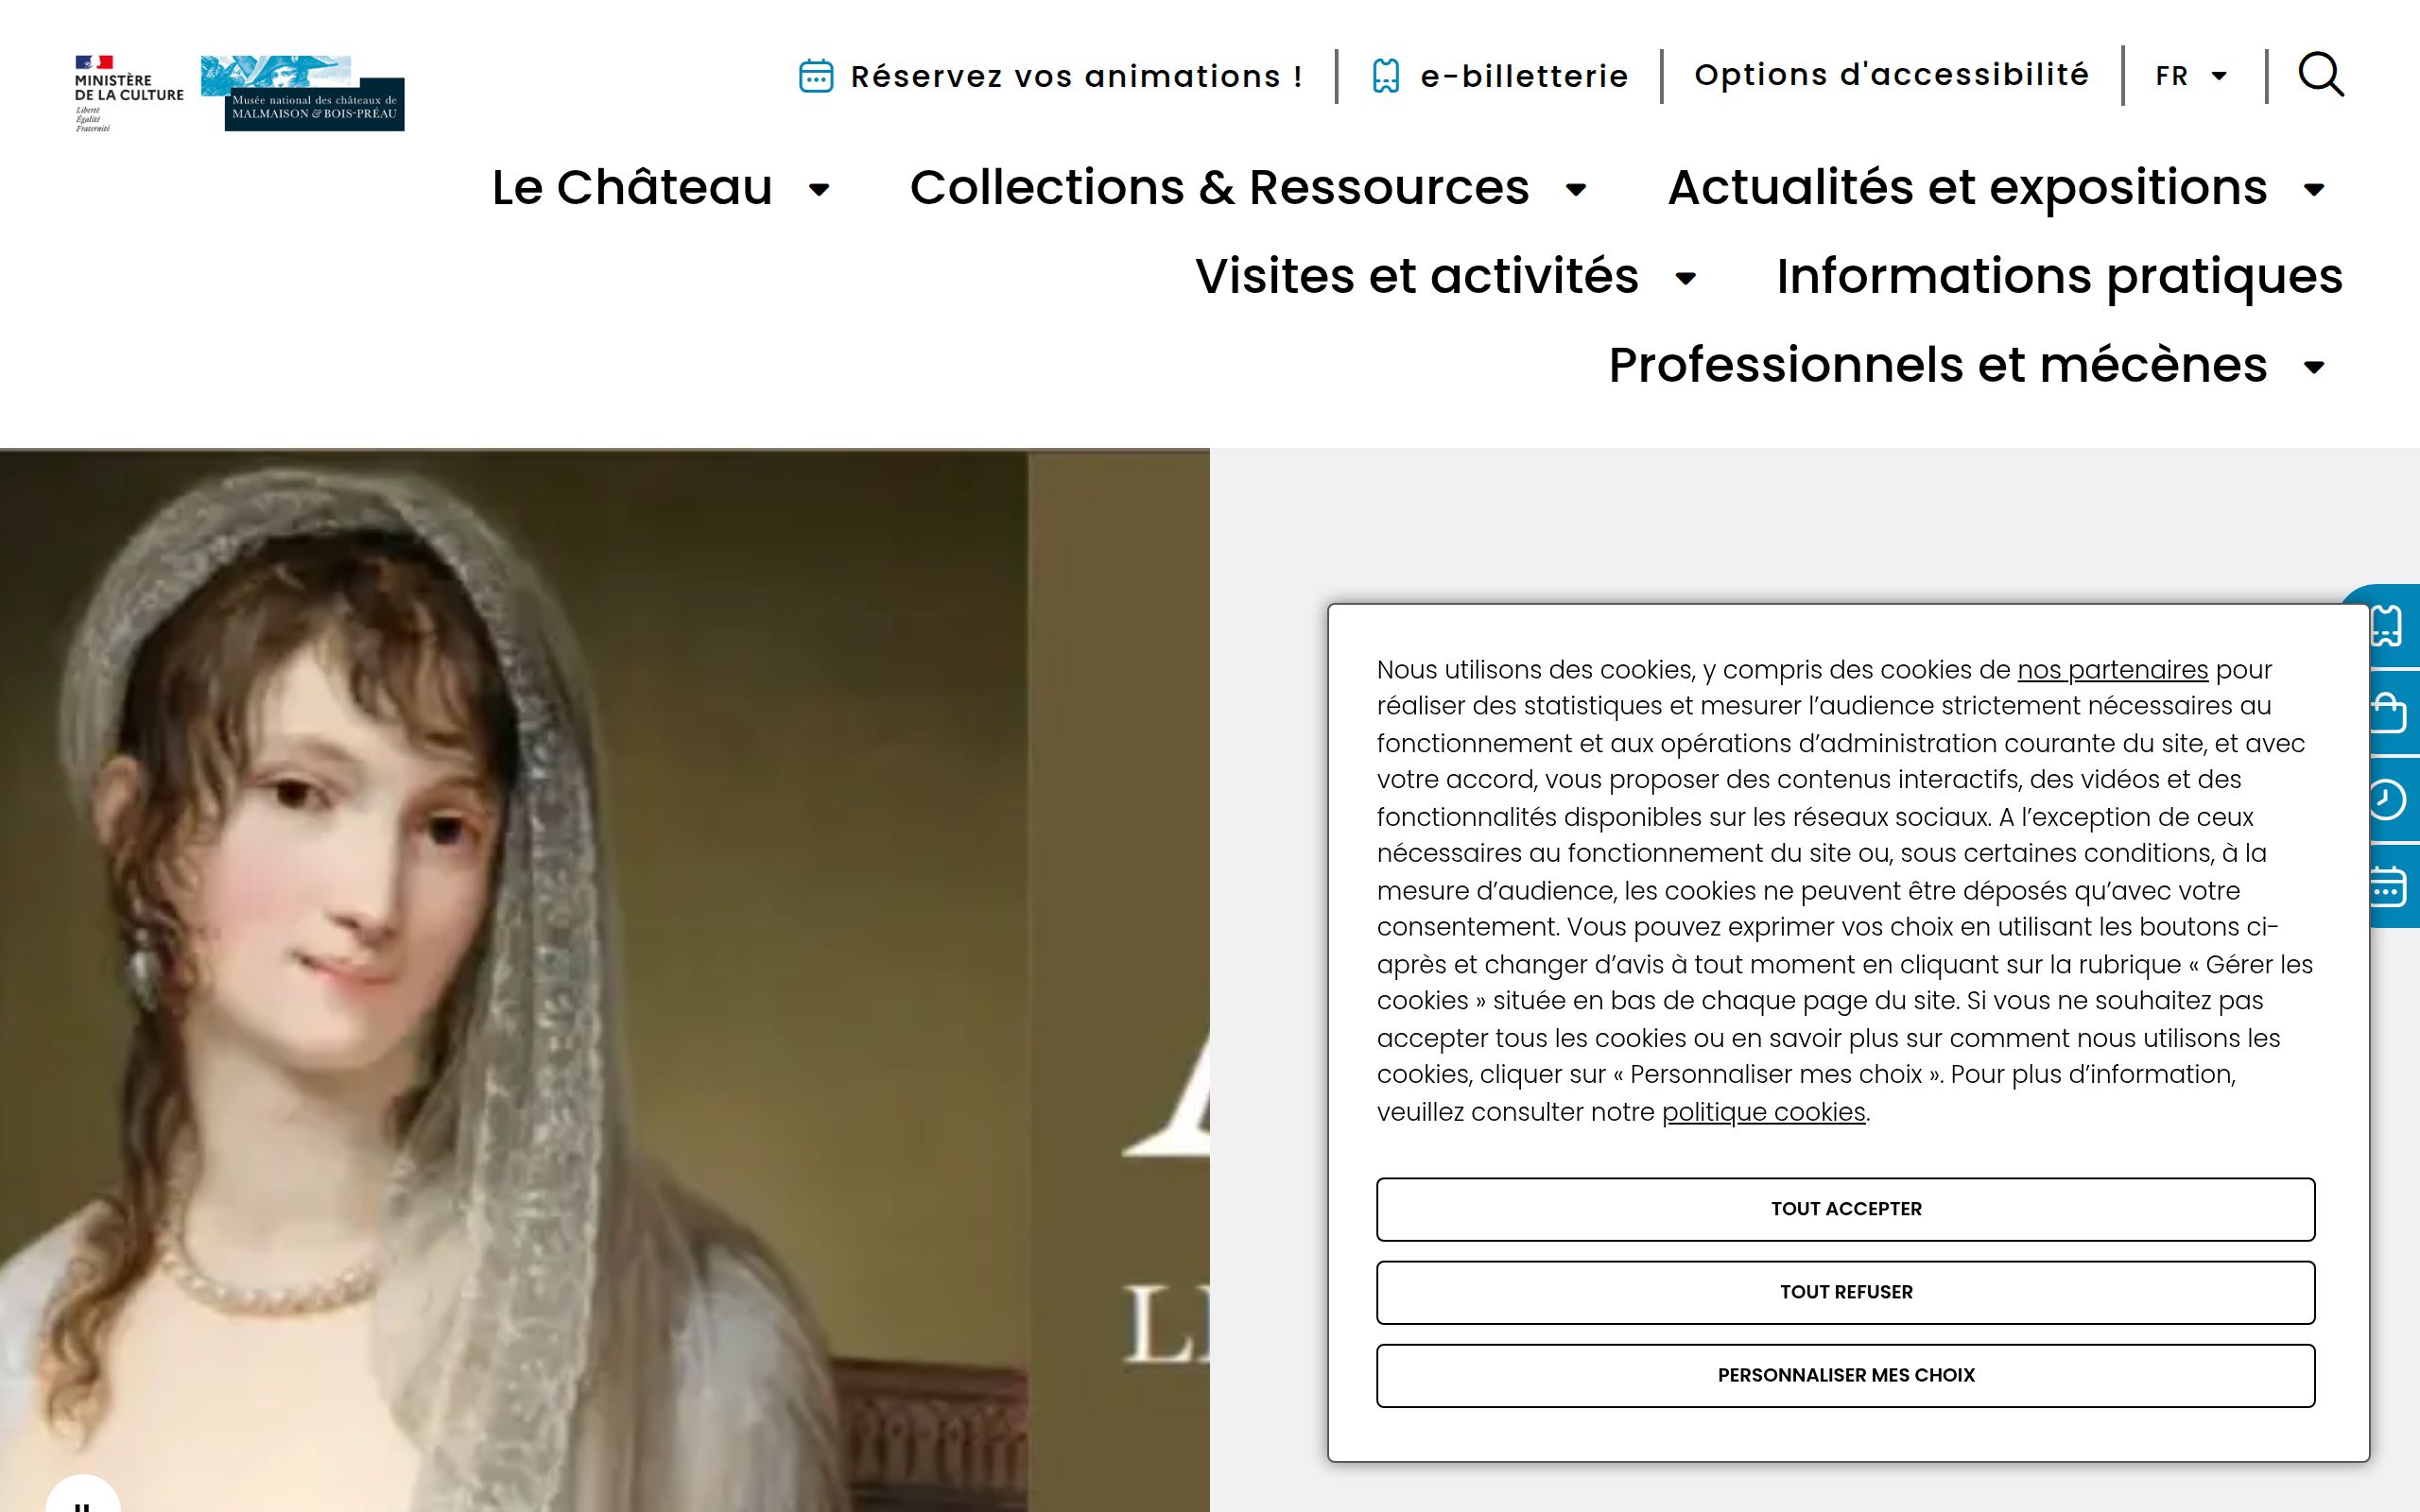 MINISTÈRE
DE LA CULTURE
Liberté
Égalité
Fraternité
Musée national des châteaux de
MALMAISON & BOIS-PRÉAU
Réservez vos animations !
e-billetterie
Options d'accessibilité
FR
Le Château
Collections & Ressources
Actualités et expositions
Visites et activités
Informations pratiques
Professionnels et mécènes
Nous utilisons des cookies, y compris des cookies de nos partenaires pour
réaliser des statistiques et mesurer l’audience strictement nécessaires au
fonctionnement et aux opérations d’administration courante du site, et avec
votre accord, vous proposer des contenus interactifs, des vidéos et des
fonctionnalités disponibles sur les réseaux sociaux. A l’exception de ceux
nécessaires au fonctionnement du site ou, sous certaines conditions, à la
mesure d’audience, les cookies ne peuvent être déposés qu’avec votre
consentement. Vous pouvez exprimer vos choix en utilisant les boutons ci-
après et changer d’avis à tout moment en cliquant sur la rubrique « Gérer les
cookies » située en bas de chaque page du site. Si vous ne souhaitez pas
accepter tous les cookies ou en savoir plus sur comment nous utilisons les
cookies, cliquer sur « Personnaliser mes choix ». Pour plus d’information,
veuillez consulter notre politique cookies.
TOUT ACCEPTER
TOUT REFUSER
PERSONNALISER MES CHOIX